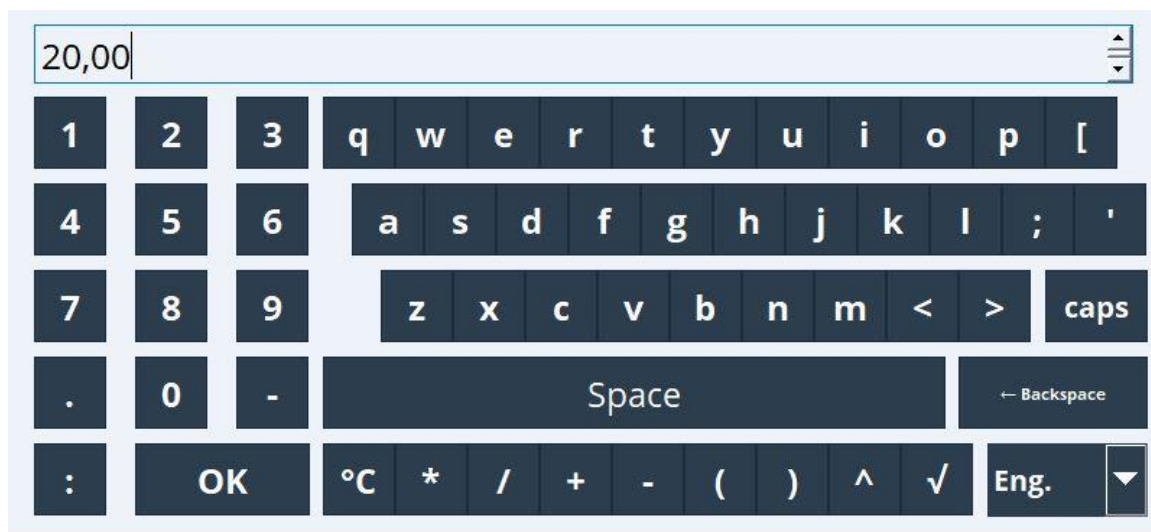 20,00
1 2 3 q w e r t y u i o p [
4 5 6 a s d f g h j k l ; '
7 8 9 z x c v b n m < > caps
. 0 - Space ← Backspace
: OK °C * / + - ( ) ^ √ Eng.